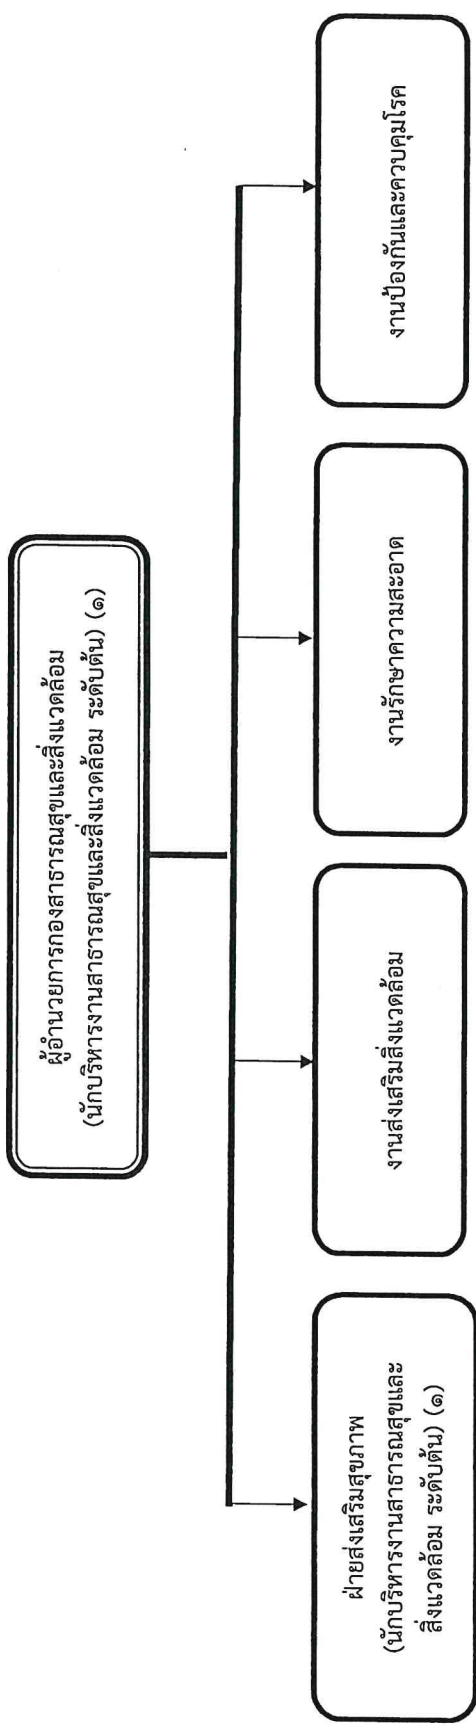 ผู้อำนวยการกองสาธารณสุขและสิ่งแวดล้อม
(นักบริหารงานสาธารณสุขและสิ่งแวดล้อม ระดับต้น) (๑)
ฝ่ายส่งเสริมสุขภาพ
(นักบริหารงานสาธารณสุขและ
สิ่งแวดล้อม ระดับต้น) (๑)
งานส่งเสริมสิ่งแวดล้อม
งานรักษาความสะอาด
งานป้องกันและควบคุมโรค